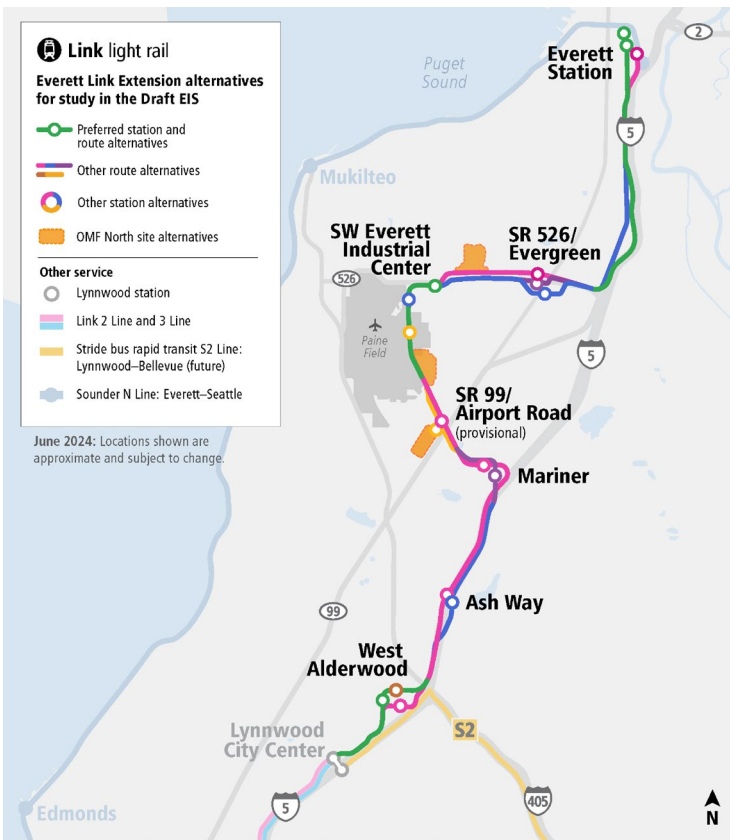 Link light rail
Everett Link Extension alternatives
for study in the Draft EIS
Preferred station and
route alternatives
Other route alternatives
Other station alternatives
OMF North site alternatives
Other service
Lynnwood station
Link 2 Line and 3 Line
Stride bus rapid transit S2 Line:
Lynnwood–Bellevue (future)
Sounder N Line: Everett–Seattle
June 2024: Locations shown are
approximate and subject to change.
Puget
Sound
Everett
Station
2
5
Mukilteo
SW Everett
Industrial
Center
SR 526/
Evergreen
526
Paine
Field
5
SR 99/
Airport Road
(provisional)
Mariner
Ash Way
99
West
Alderwood
Lynnwood
City Center
S2
Edmonds
5
405
N